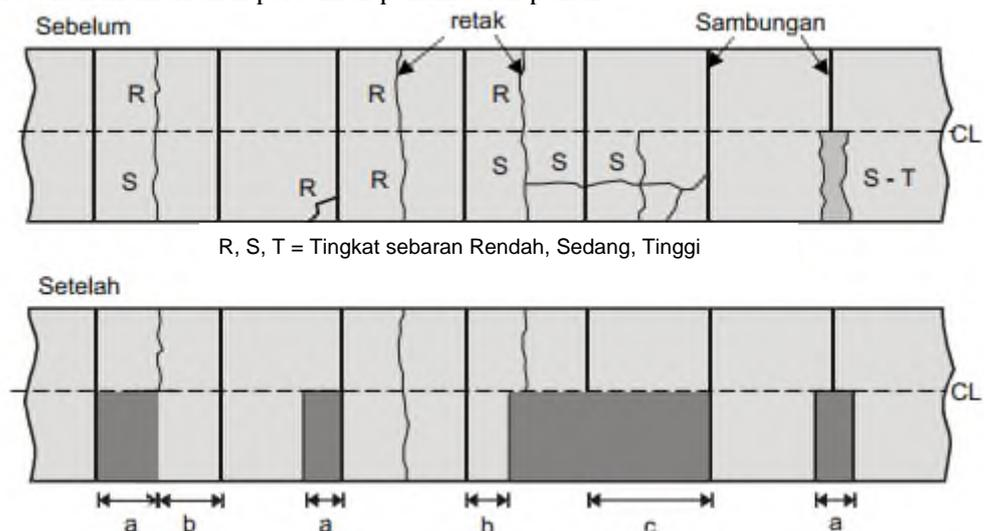 Sebelum
retak
Sambungan
R
R
R
CL
S
R
R
S
S
S
S - T
R, S, T = Tingkat sebaran Rendah, Sedang, Tinggi
Setelah
CL
a
b
a
b
c
a